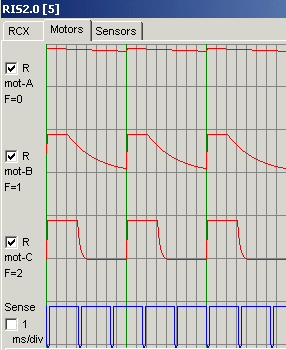 RIS2.0 [5]
RCX Motors Sensors
R
mot-A
F=0
R
mot-B
F=1
R
mot-C
F=2
Sense
1
ms/div